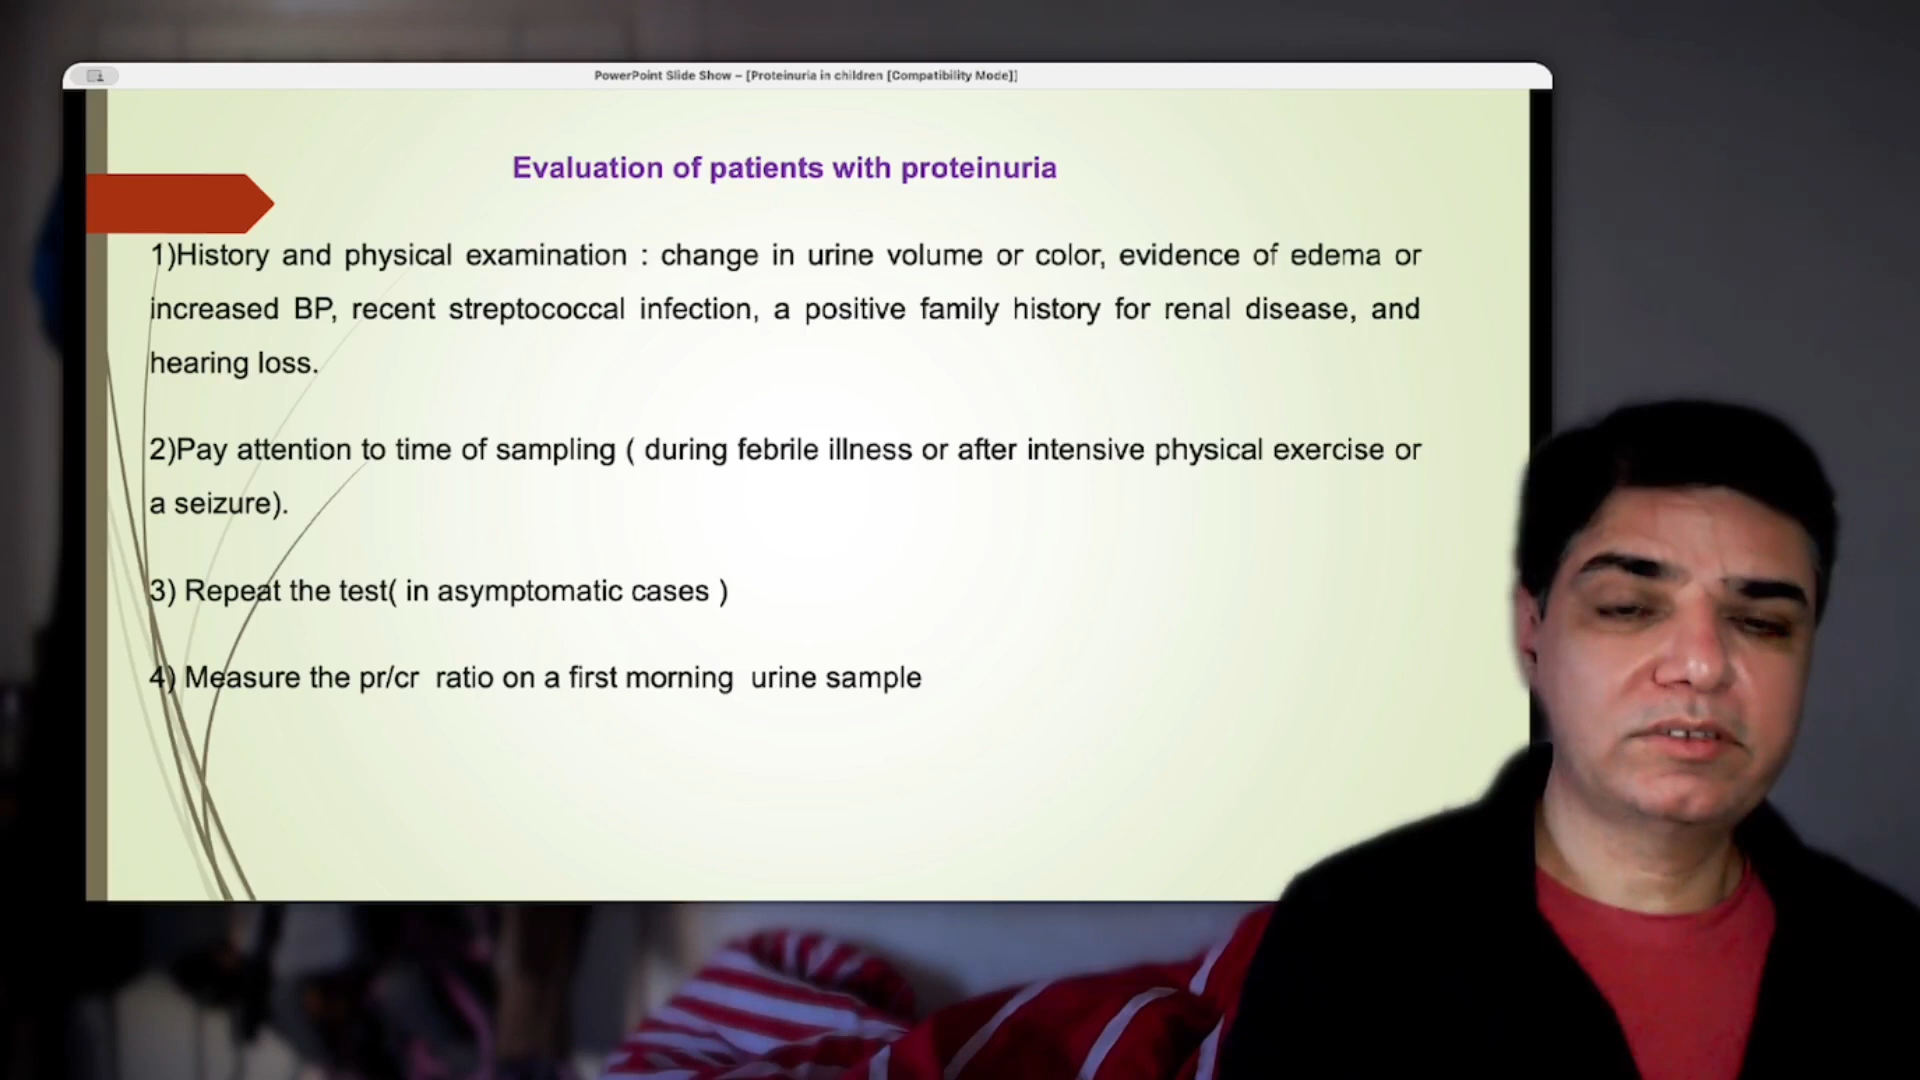 PowerPoint Slide Show – [Proteinuria in children [Compatibility Mode]]
Evaluation of patients with proteinuria
1)History and physical examination : change in urine volume or color, evidence of edema or
increased BP, recent streptococcal infection, a positive family history for renal disease, and
hearing loss.
2)Pay attention to time of sampling ( during febrile illness or after intensive physical exercise or
a seizure).
3) Repeat the test( in asymptomatic cases )
4) Measure the pr/cr ratio on a first morning urine sample